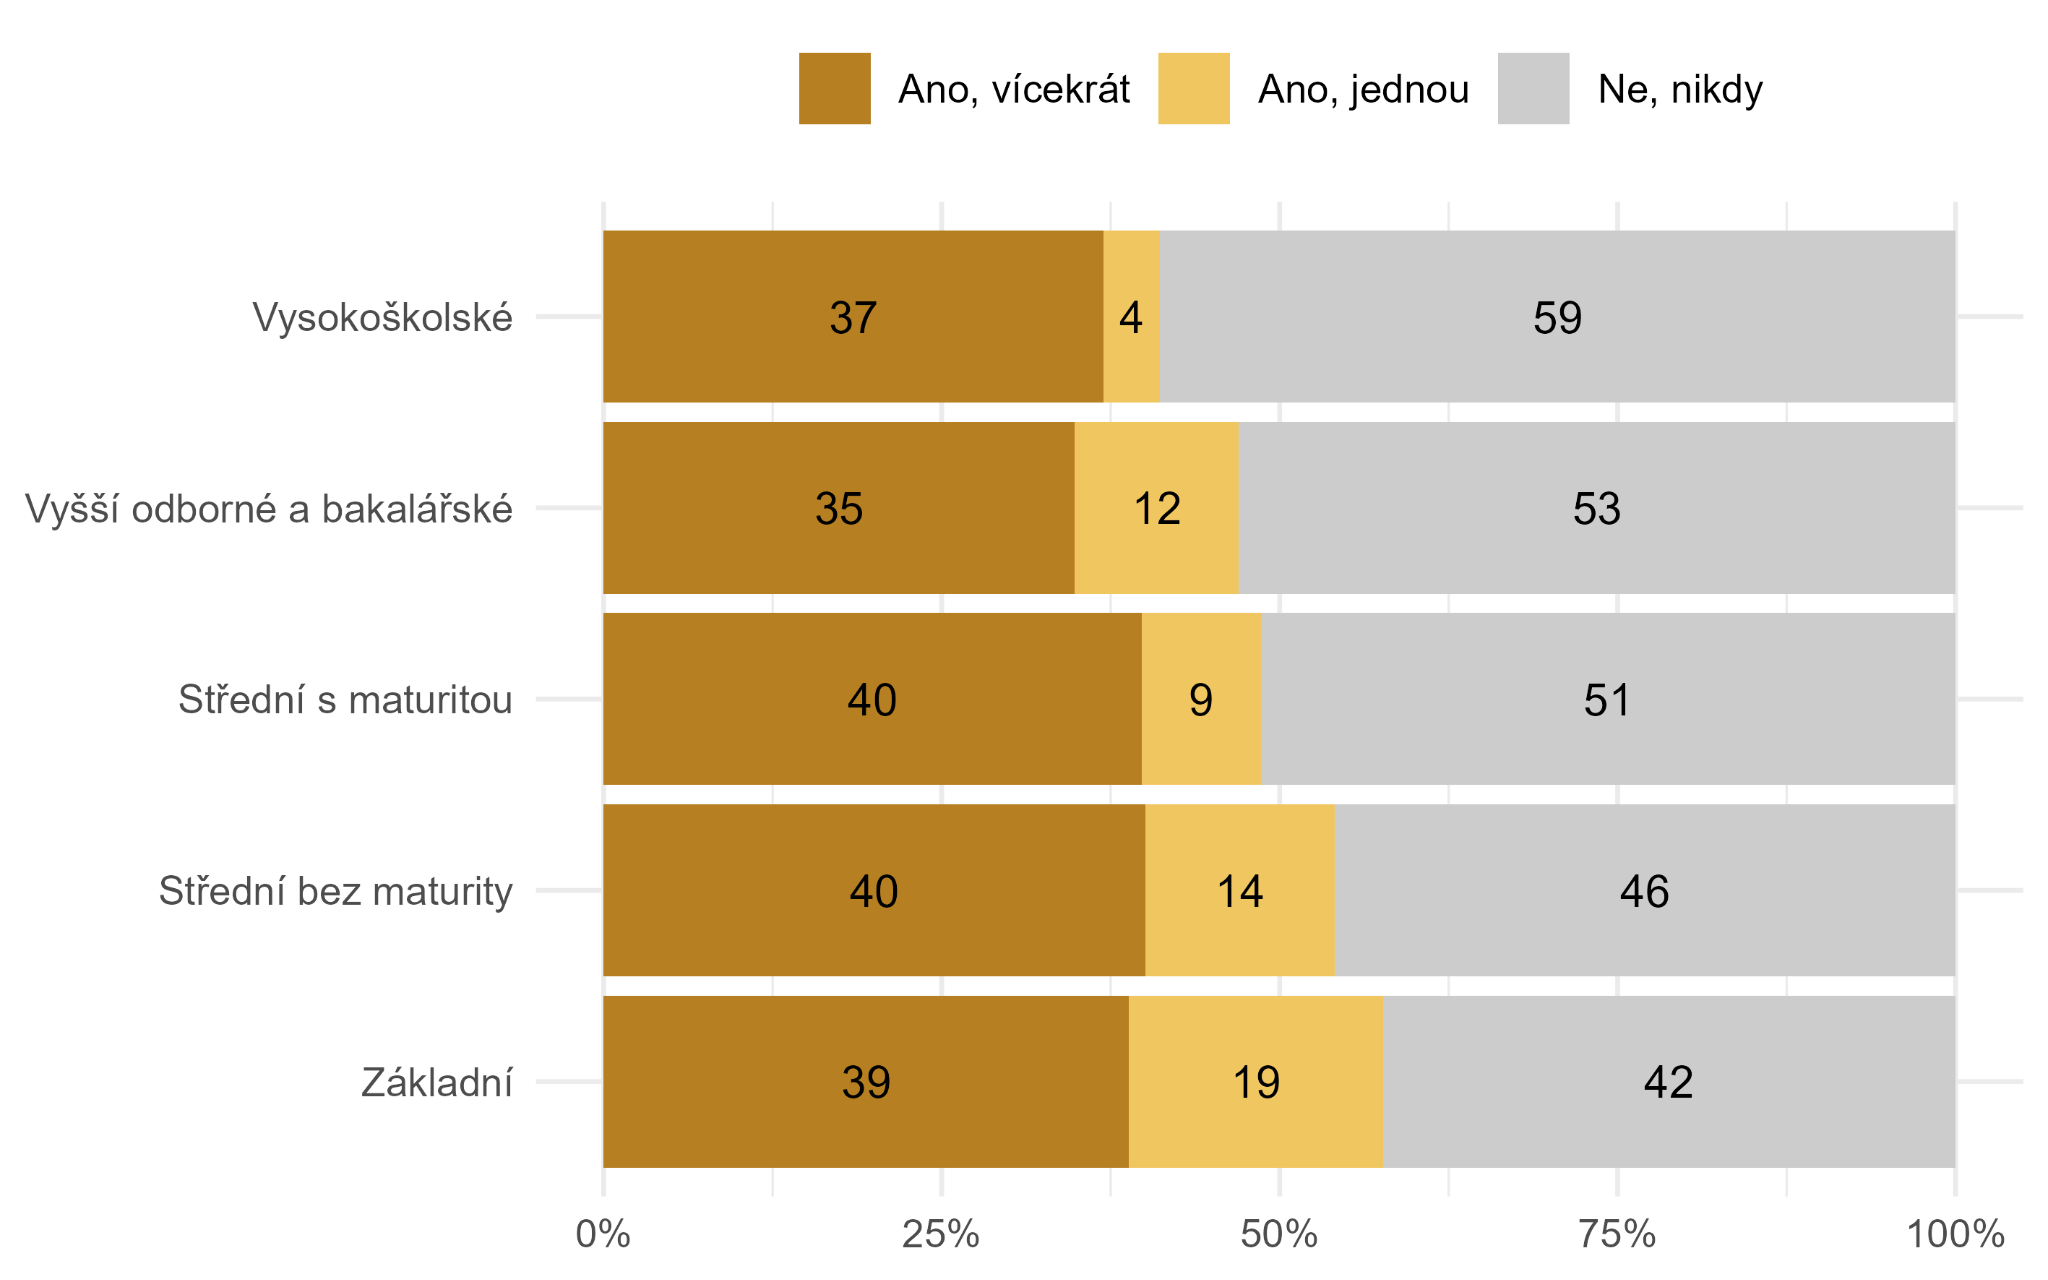 Ano, vícekrát Ano, jednou Ne, nikdy
Vysokoškolské 37 4 59
Vyšší odborné a bakalářské 35 12 53
Střední s maturitou 40 9 51
Střední bez maturity 40 14 46
Základní 39 19 42
0% 25% 50% 75% 100%